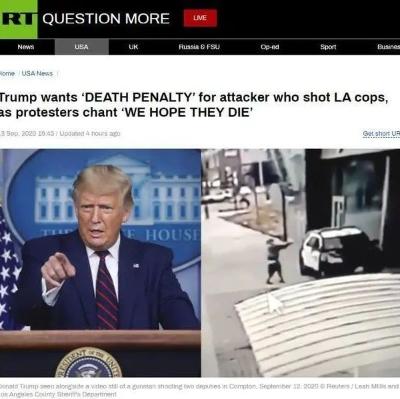 RT QUESTION MORE LIVE
News USA UK Russia & FSU Op-ed Sport Busines
Home / USA News /
Trump wants ‘DEATH PENALTY’ for attacker who shot LA cops,
as protesters chant ‘WE HOPE THEY DIE’
13 Sep, 2020 16:43 / Updated 4 hours ago
Get short UR
Donald Trump seen alongside a video still of a gunman shooting two deputies in Compton, September 12, 2020 © Reuters / Leah Millis and
Los Angeles County Sheriff's Department